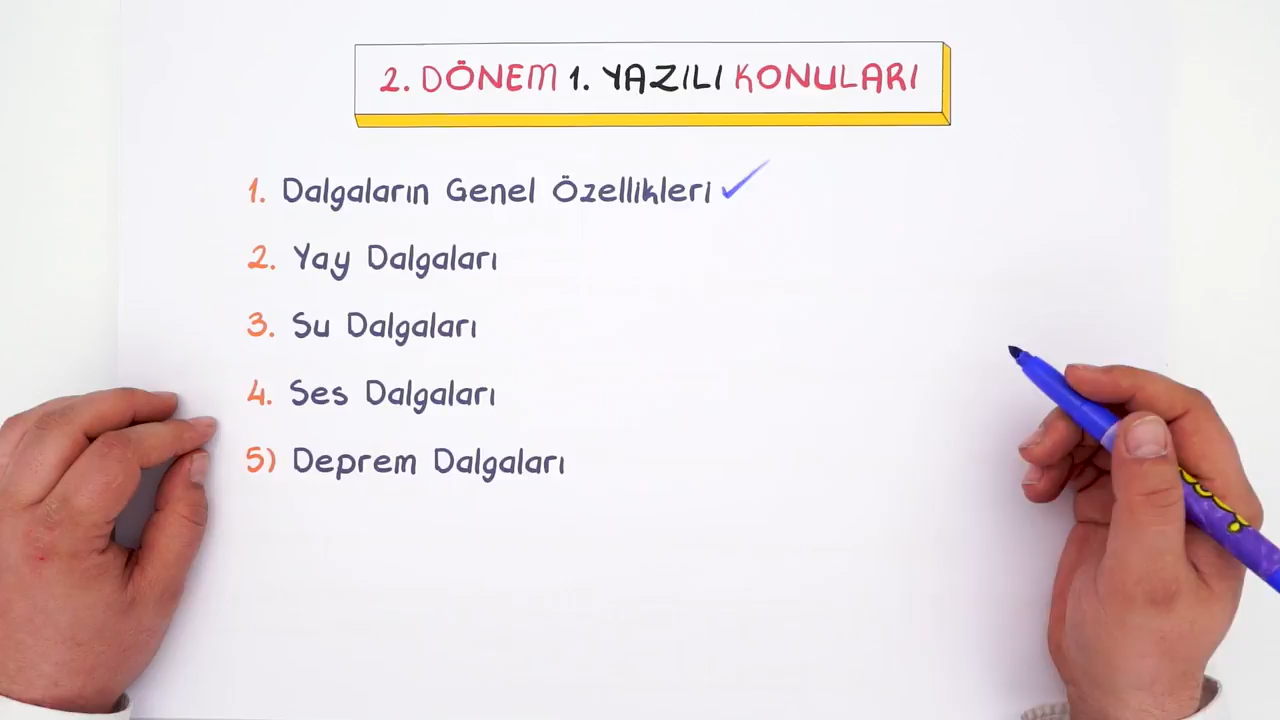 2. DÖNEM 1. YAZILI KONULARI
1. Dalgaların Genel Özellikleri
2. Yay Dalgaları
3. Su Dalgaları
4. Ses Dalgaları
5) Deprem Dalgaları